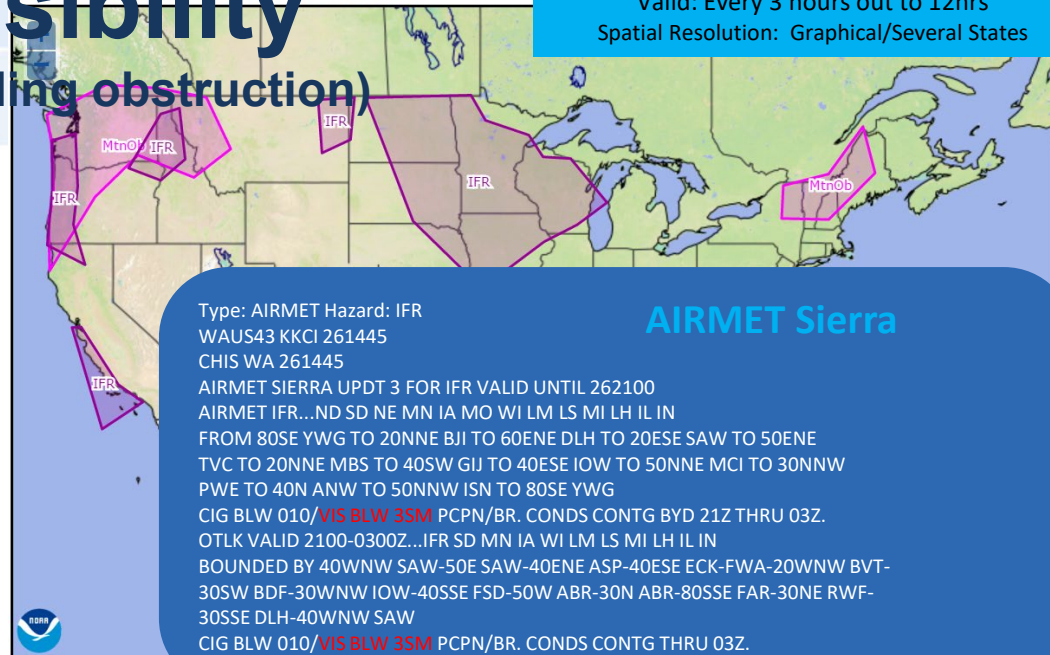 sibility
ling obstruction)
Valid: Every 3 hours out to 12hrs
Spatial Resolution: Graphical/Several States
IFR
MtnOb
IFR
IFR
IFR
MtnOb
IFR
AIRMET Sierra
Type: AIRMET Hazard: IFR
WAUS43 KKCI 261445
CHIS WA 261445
AIRMET SIERRA UPDT 3 FOR IFR VALID UNTIL 262100
AIRMET IFR...ND SD NE MN IA MO WI LM LS MI LH IL IN
FROM 80SE YWG TO 20NNE BJI TO 60ENE DLH TO 20ESE SAW TO 50ENE
TVC TO 20NNE MBS TO 40SW GIJ TO 40ESE IOW TO 50NNE MCI TO 30NNW
PWE TO 40N ANW TO 50NNW ISN TO 80SE YWG
CIG BLW 010/VIS BLW 3SM PCPN/BR. CONDS CONTG BYD 21Z THRU 03Z.
OTLK VALID 2100-0300Z...IFR SD MN IA WI LM LS MI LH IL IN
BOUNDED BY 40WNW SAW-50E SAW-40ENE ASP-40ESE ECK-FWA-20WNW BVT-
30SW BDF-30WNW IOW-40SSE FSD-50W ABR-30N ABR-80SSE FAR-30NE RWF-
30SSE DLH-40WNW SAW
CIG BLW 010/VIS BLW 3SM PCPN/BR. CONDS CONTG THRU 03Z.
NOAA